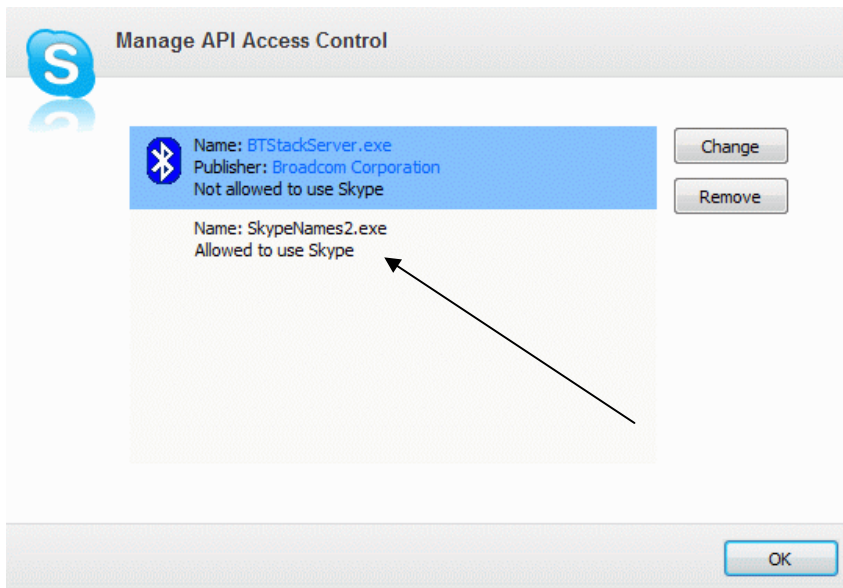 Manage API Access Control
Name: BTStackServer.exe
Publisher: Broadcom Corporation
Not allowed to use Skype
Name: SkypeNames2.exe
Allowed to use Skype
Change
Remove
OK